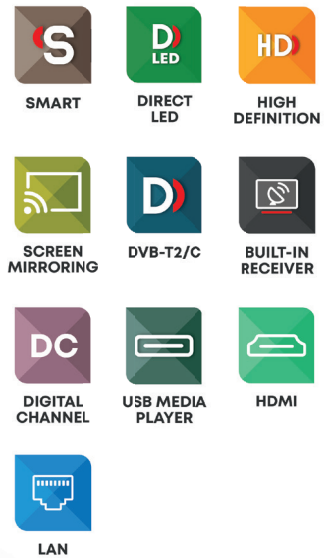 S
D
LED
HD
SMART
DIRECT
LED
HIGH
DEFINITION
D
SCREEN
MIRRORING
DVB-T2/C
BUILT-IN
RECEIVER
DC
DIGITAL
CHANNEL
USB MEDIA
PLAYER
HDMI
LAN